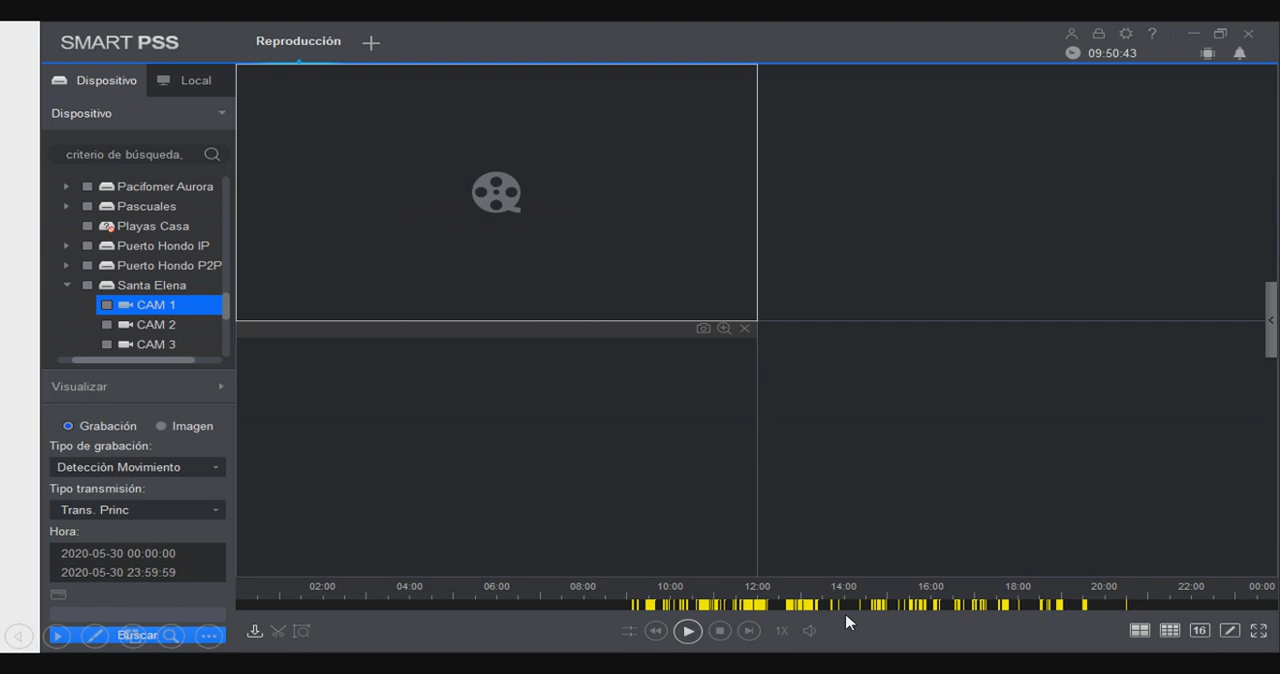 SMART PSS
Reproducción
09:50:43
Dispositivo
Local
Dispositivo
criterio de búsqueda,
Pacifomer Aurora
Pascuales
Playas Casa
Puerto Hondo IP
Puerto Hondo P2P
Santa Elena
CAM 1
CAM 2
CAM 3
Visualizar
Grabación
Imagen
Tipo de grabación:
Detección Movimiento
Tipo transmisión:
Trans. Princ
Hora:
2020-05-30 00:00:00
2020-05-30 23:59:59
Buscar
02:00 04:00 06:00 08:00 10:00 12:00 14:00 16:00 18:00 20:00 22:00 00:00
1X
16